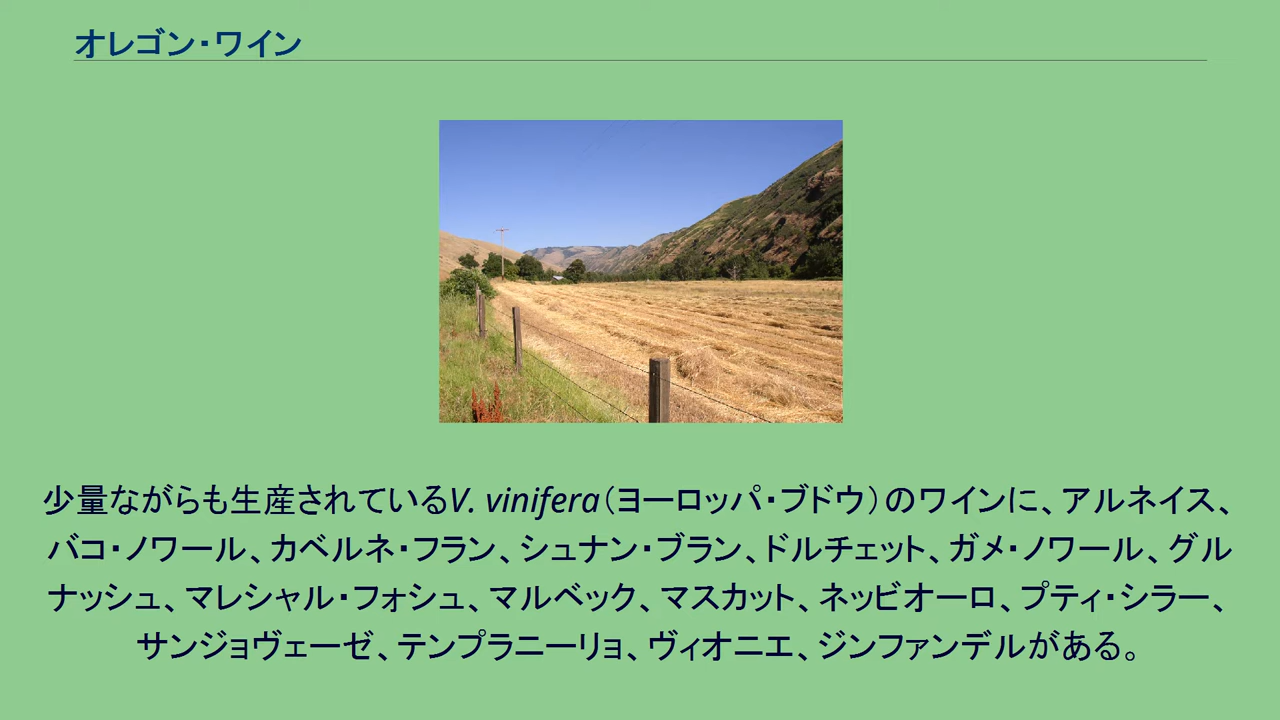 オレゴン・ワイン
少量ながらも生産されているV. vinifera(ヨーロッパ・ブドウ)のワインに、アルネイス、
バコ・ノワール、カベルネ・フラン、シュナン・ブラン、ドルチェット、ガメ・ノワール、グル
ナッシュ、マレシャル・フォシュ、マルベック、マスカット、ネッビオーロ、プティ・シラー、
サンジョヴェーゼ、テンプラニーリョ、ヴィオニエ、ジンファンデルがある。